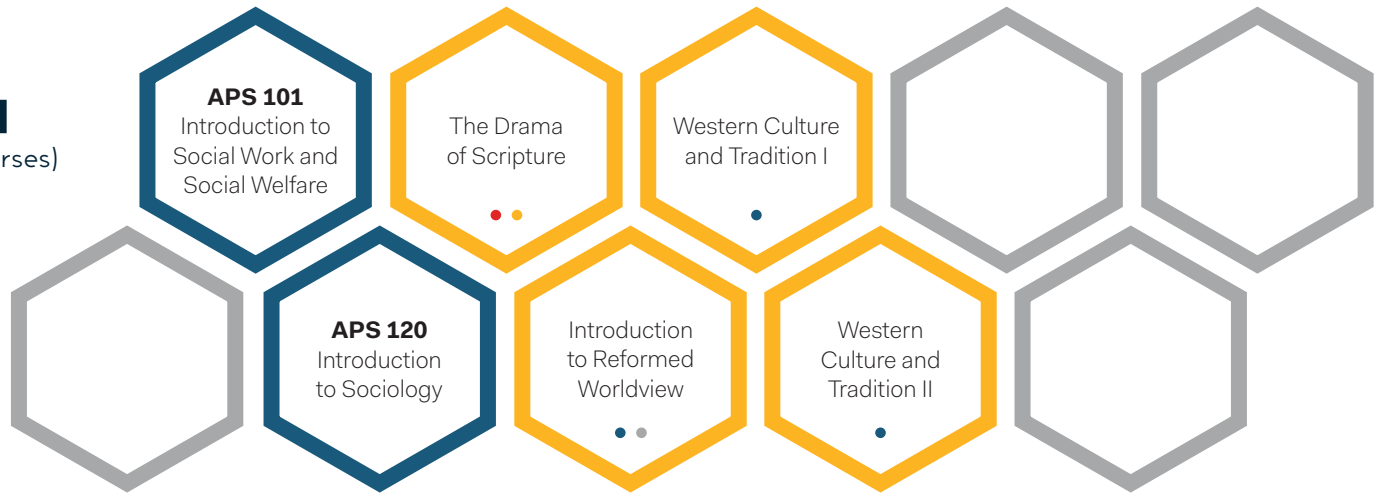 rses)
APS 101
Introduction to
Social Work and
Social Welfare
The Drama
of Scripture
Western Culture
and Tradition I
APS 120
Introduction
to Sociology
Introduction
to Reformed
Worldview
Western
Culture and
Tradition II